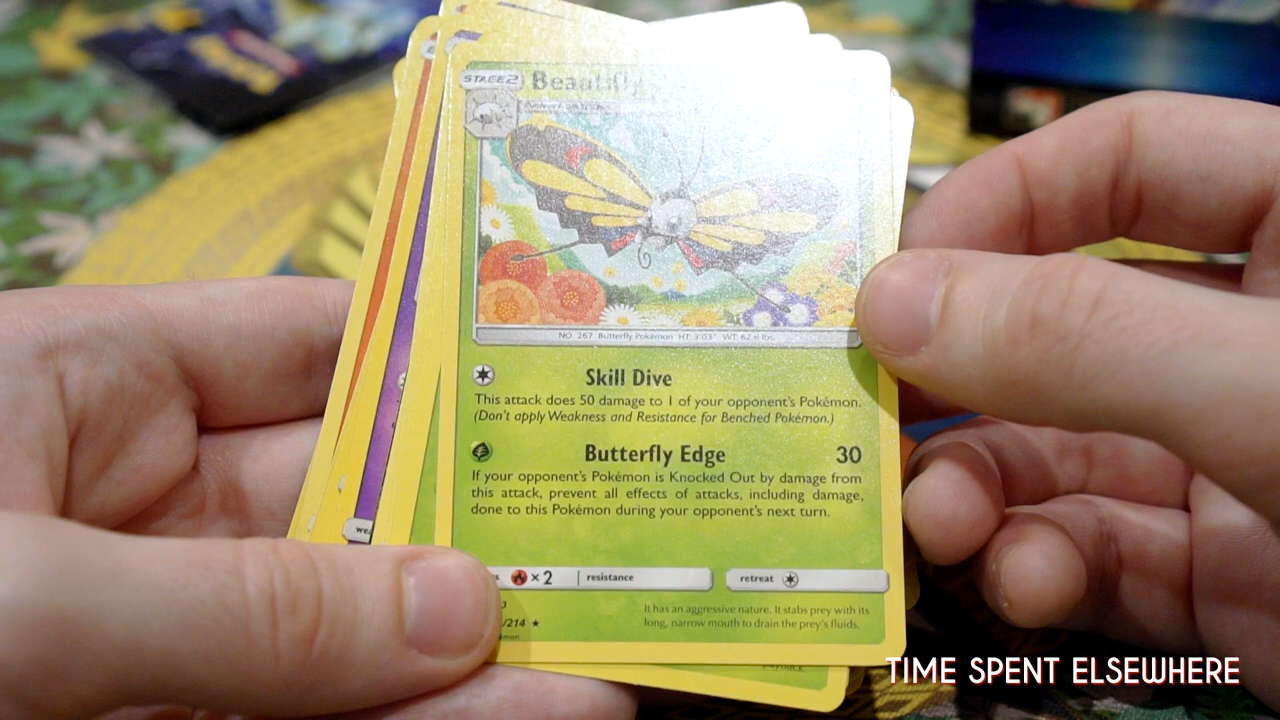 STAGE2 Beautifly
NO. 267 Butterfly Pokémon HT: 3'03" WT: 62.6 lbs.
Skill Dive
This attack does 50 damage to 1 of your opponent's Pokémon.
(Don't apply Weakness and Resistance for Benched Pokémon.)
Butterfly Edge 30
If your opponent's Pokémon is Knocked Out by damage from
this attack, prevent all effects of attacks, including damage,
done to this Pokémon during your opponent's next turn.
×2 resistance retreat
It has an aggressive nature. It stabs prey with its
long, narrow mouth to drain the prey's fluids.
/214 ★
TIME SPENT ELSEWHERE